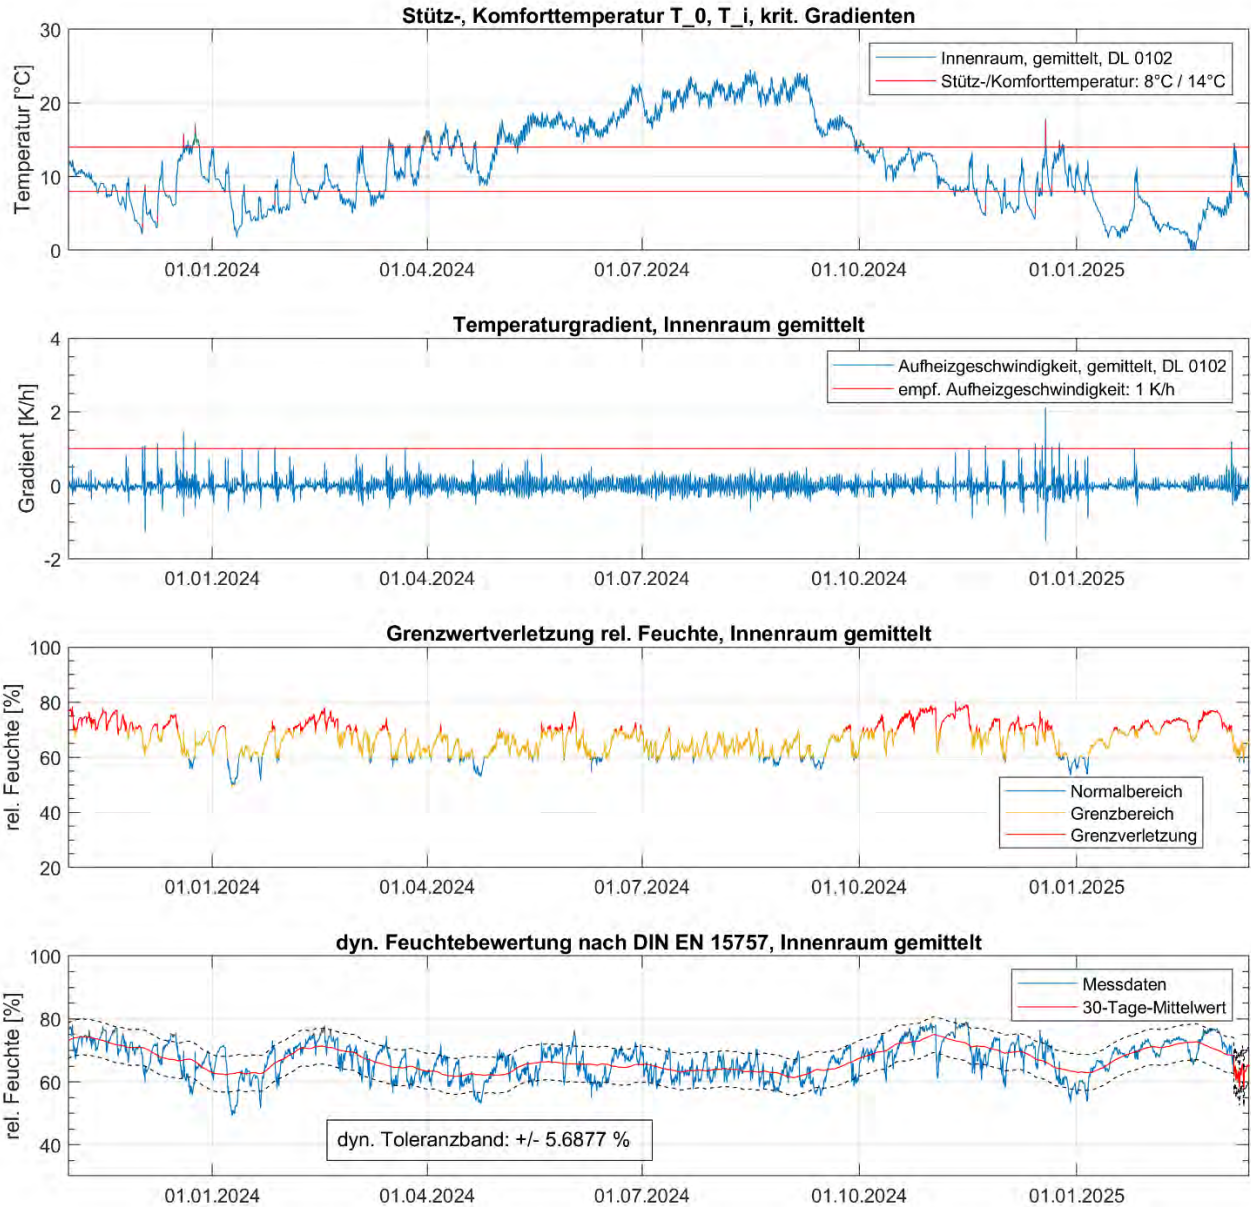 Stütz-, Komforttemperatur T_0, T_i, krit. Gradienten
Temperatur [°C]
30
20
10
0
Innenraum, gemittelt, DL 0102
Stütz-/Komforttemperatur: 8°C / 14°C
01.01.2024 01.04.2024 01.07.2024 01.10.2024 01.01.2025
Temperaturgradient, Innenraum gemittelt
Gradient [K/h]
4
2
0
-2
Aufheizgeschwindigkeit, gemittelt, DL 0102
empf. Aufheizgeschwindigkeit: 1 K/h
01.01.2024 01.04.2024 01.07.2024 01.10.2024 01.01.2025
Grenzwertverletzung rel. Feuchte, Innenraum gemittelt
rel. Feuchte [%]
100
80
60
40
20
Normalbereich
Grenzbereich
Grenzverletzung
01.01.2024 01.04.2024 01.07.2024 01.10.2024 01.01.2025
dyn. Feuchtebewertung nach DIN EN 15757, Innenraum gemittelt
rel. Feuchte [%]
100
80
60
40
Messdaten
30-Tage-Mittelwert
dyn. Toleranzband: +/- 5.6877 %
01.01.2024 01.04.2024 01.07.2024 01.10.2024 01.01.2025